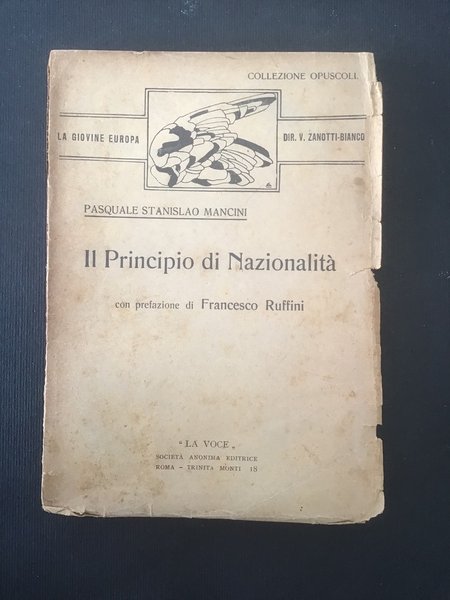 COLLEZIONE OPUSCOLI.
LA GIOVINE EUROPA
DIR. V. ZANOTTI-BIANCO
PASQUALE STANISLAO MANCINI
Il Principio di Nazionalità
con prefazione di Francesco Ruffini
"LA VOCE„
SOCIETÀ ANONIMA EDITRICE
ROMA - TRINITA MONTI 18